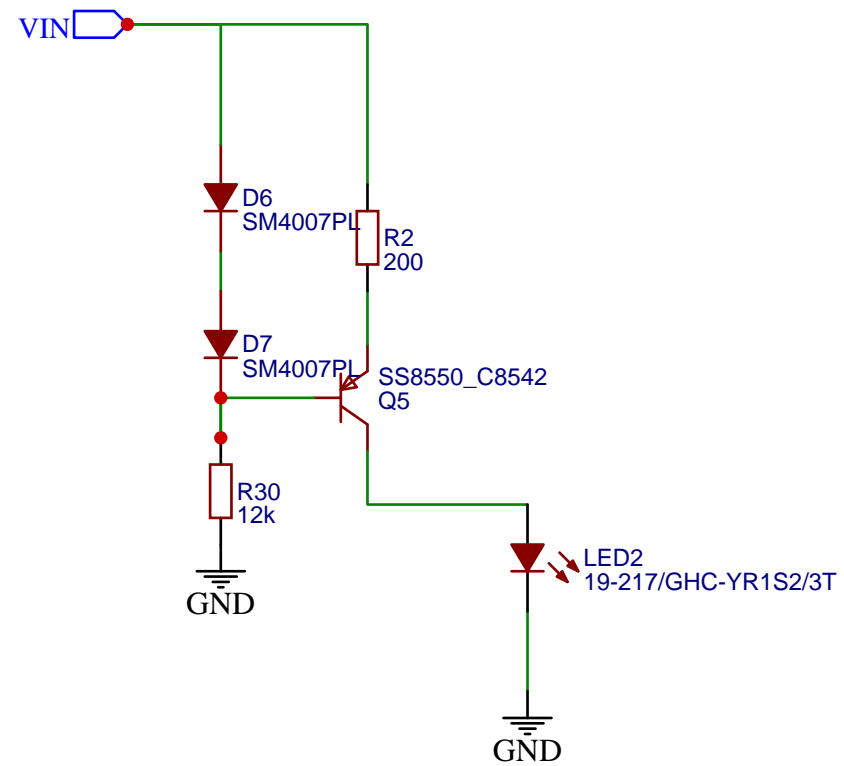 VIN
D6
SM4007PL
R2
200
D7
SM4007PL
SS8550_C8542
Q5
R30
12k
GND
LED2
19-217/GHC-YR1S2/3T
GND